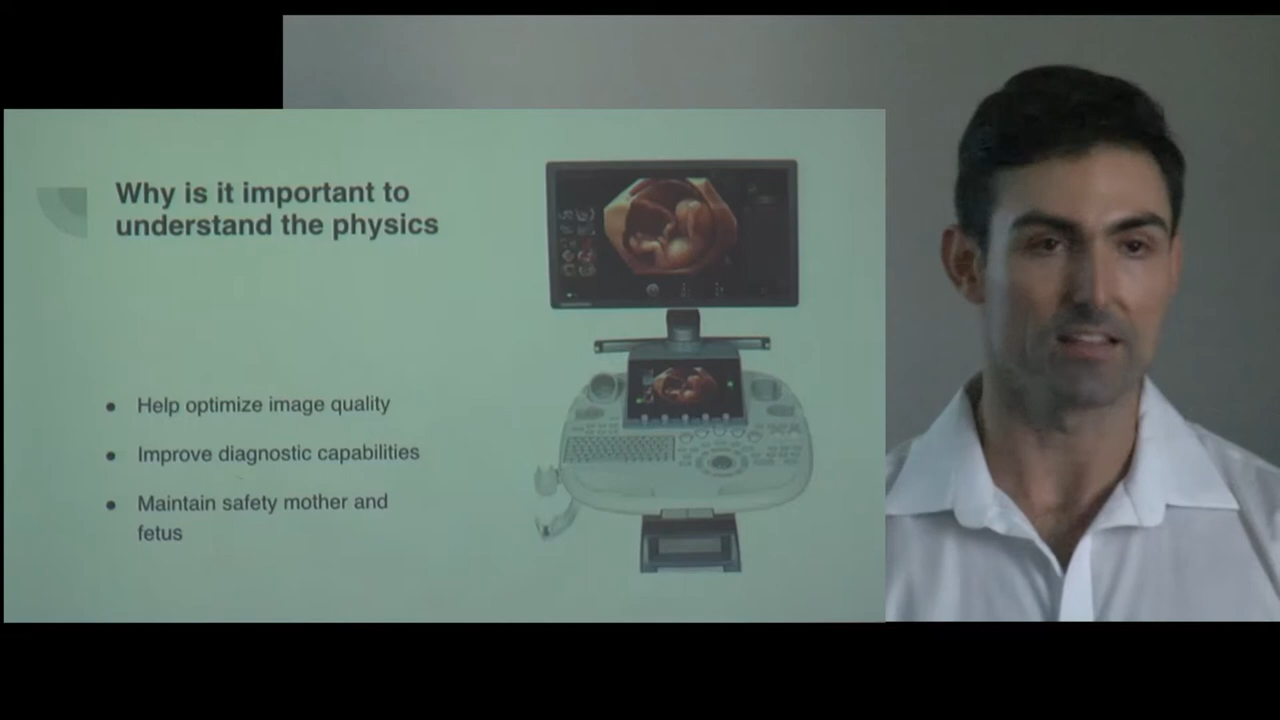 Why is it important to
understand the physics
● Help optimize image quality
● Improve diagnostic capabilities
● Maintain safety mother and
fetus